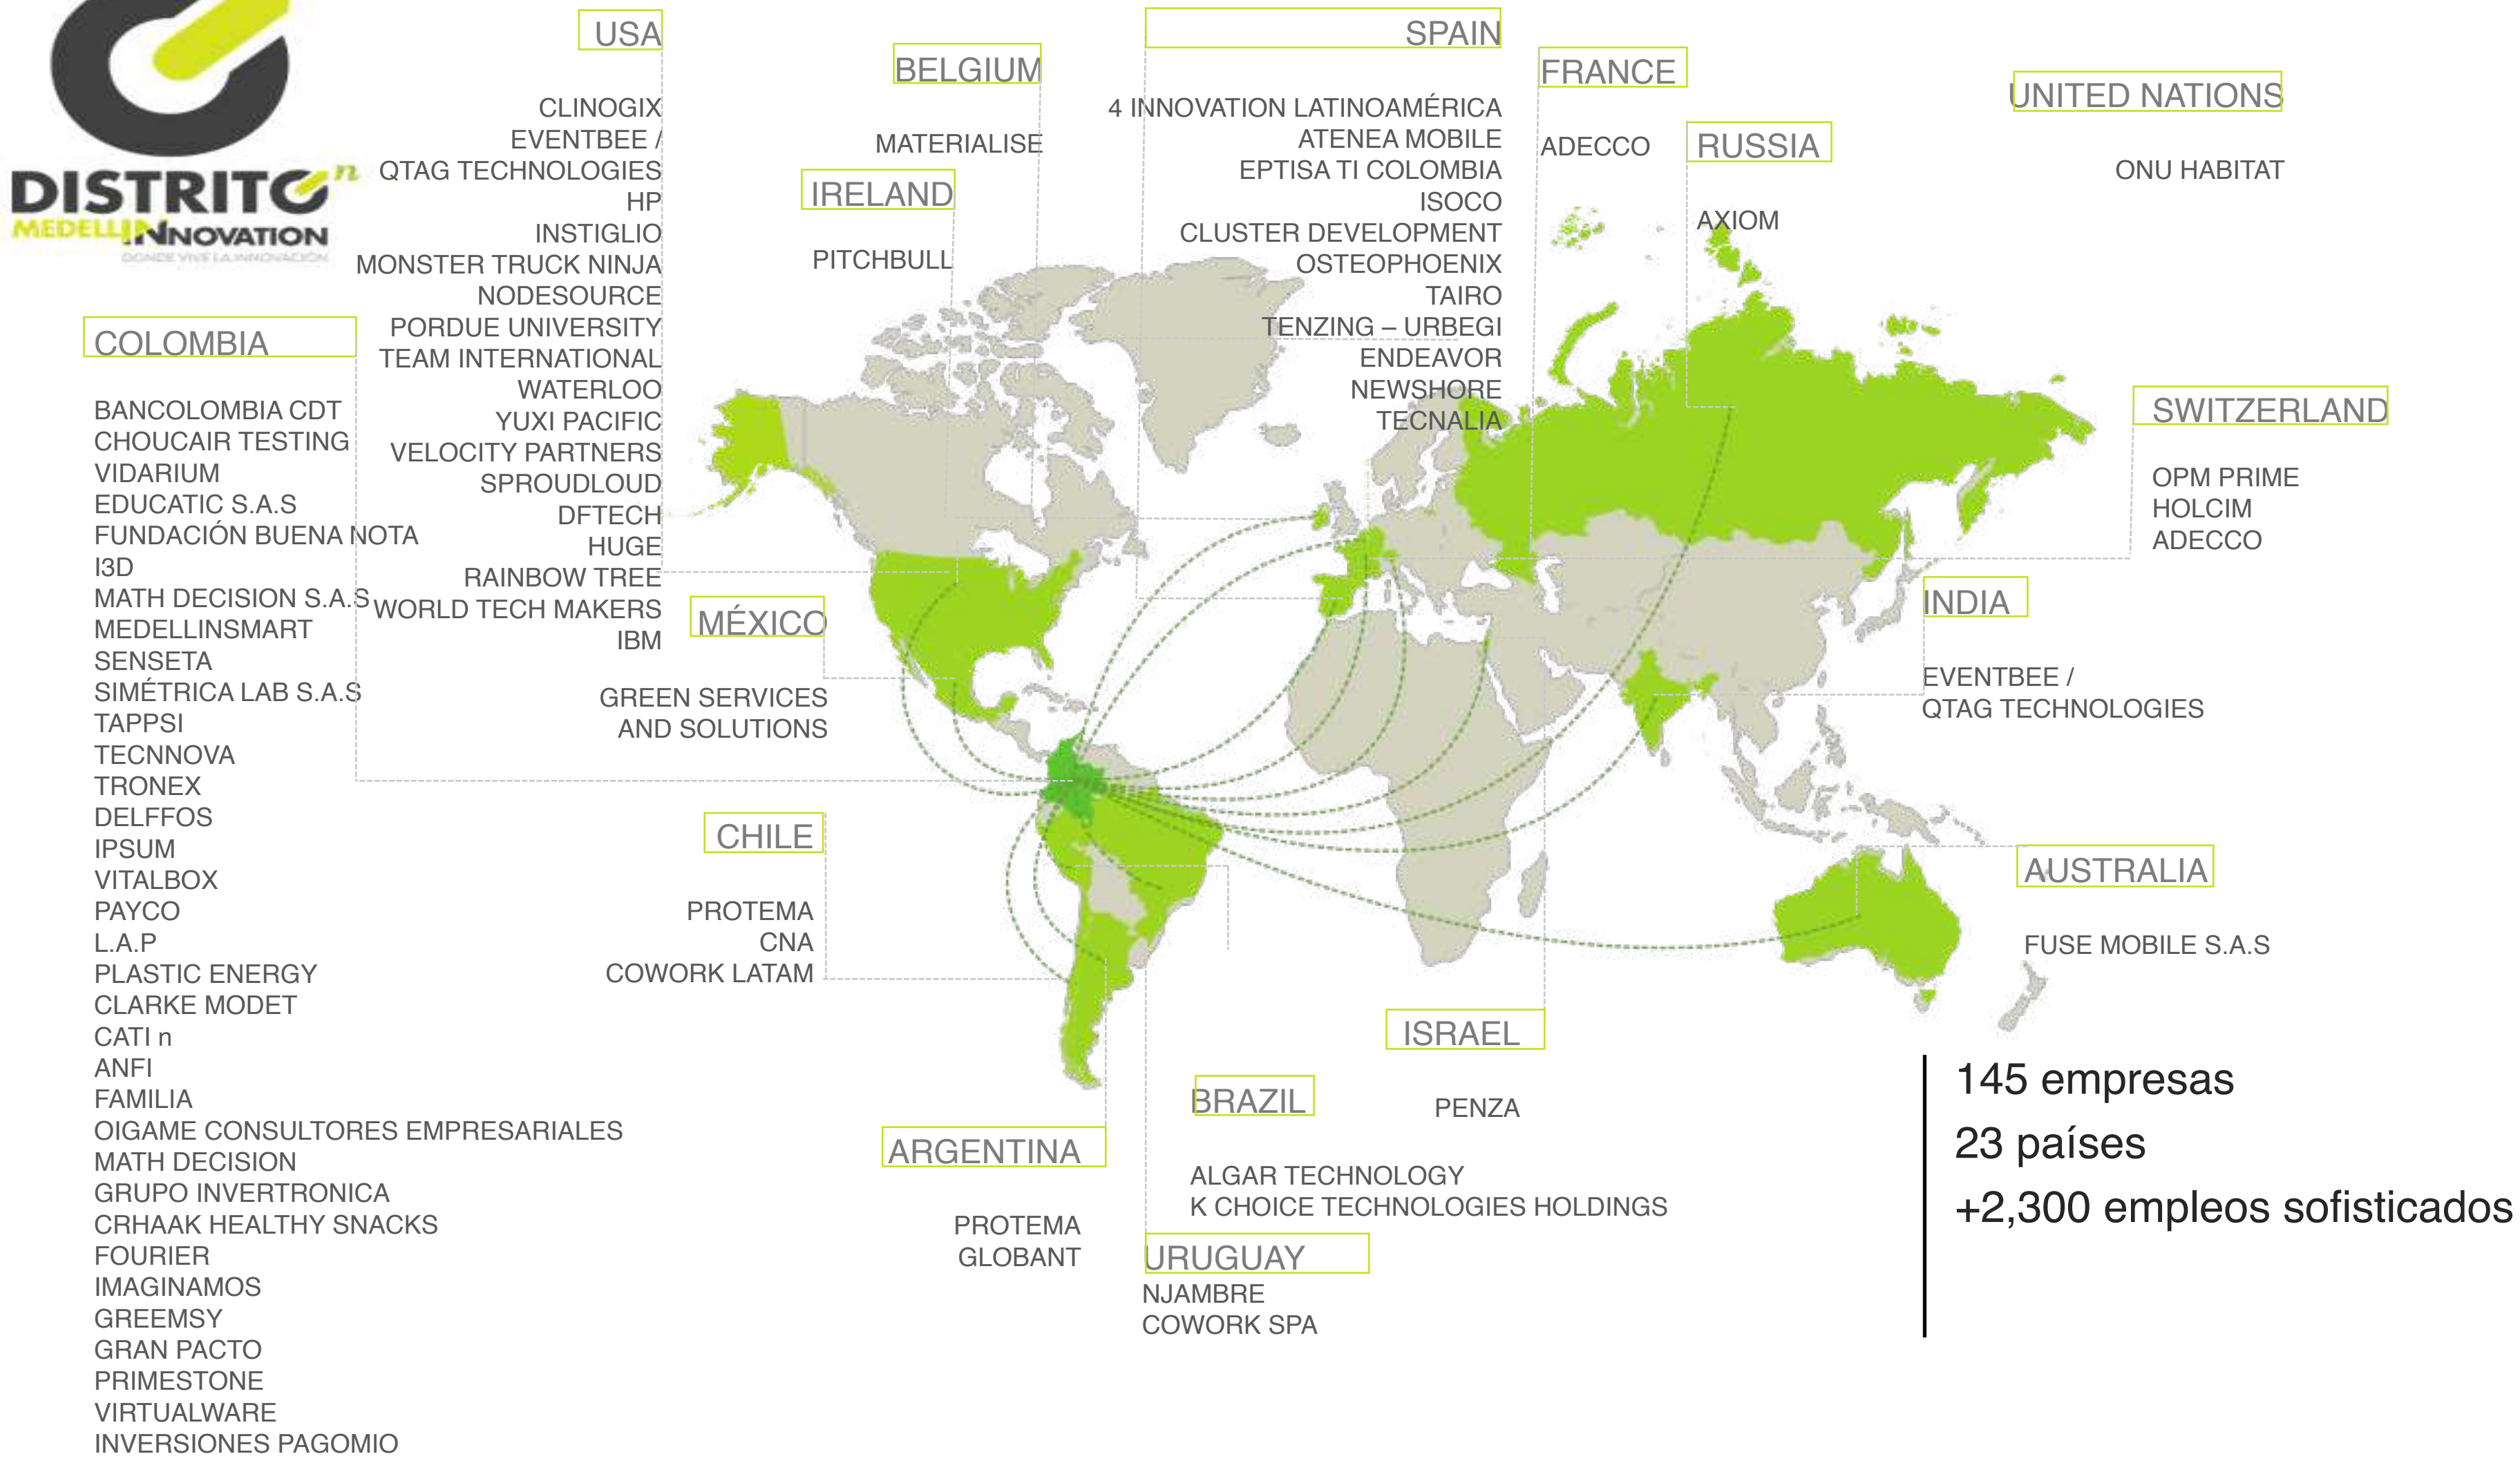 DISTRITO n
MEDELLINNOVATION
DONDE VIVE LA INNOVACIÓN
USA
CLINOGIX
EVENTBEE /
QTAG TECHNOLOGIES
HP
INSTIGLIO
MONSTER TRUCK NINJA
NODESOURCE
PORDUE UNIVERSITY
TEAM INTERNATIONAL
WATERLOO
YUXI PACIFIC
VELOCITY PARTNERS
SPROUDLOUD
DFTECH
HUGE
RAINBOW TREE
WORLD TECH MAKERS
IBM
BELGIUM
MATERIALISE
IRELAND
PITCHBULL
SPAIN
4 INNOVATION LATINOAMÉRICA
ATENEA MOBILE
EPTISA TI COLOMBIA
ISOCO
CLUSTER DEVELOPMENT
OSTEOPHOENIX
TAIRO
TENZING – URBEGI
ENDEAVOR
NEWSHORE
TECNALIA
FRANCE
ADECCO
RUSSIA
AXIOM
UNITED NATIONS
ONU HABITAT
COLOMBIA
BANCOLOMBIA CDT
CHOUCAIR TESTING
VIDARIUM
EDUCATIC S.A.S
FUNDACIÓN BUENA NOTA
I3D
MATH DECISION S.A.S
MEDELLINSMART
SENSETA
SIMÉTRICA LAB S.A.S
TAPPSI
TECNNOVA
TRONEX
DELFFOS
IPSUM
VITALBOX
PAYCO
L.A.P
PLASTIC ENERGY
CLARKE MODET
CATI n
ANFI
FAMILIA
OIGAME CONSULTORES EMPRESARIALES
MATH DECISION
GRUPO INVERTRONICA
CRHAAK HEALTHY SNACKS
FOURIER
IMAGINAMOS
GREEMSY
GRAN PACTO
PRIMESTONE
VIRTUALWARE
INVERSIONES PAGOMIO
SWITZERLAND
OPM PRIME
HOLCIM
ADECCO
MÉXICO
GREEN SERVICES
AND SOLUTIONS
INDIA
EVENTBEE /
QTAG TECHNOLOGIES
CHILE
PROTEMA
CNA
COWORK LATAM
AUSTRALIA
FUSE MOBILE S.A.S
ISRAEL
PENZA
BRAZIL
ALGAR TECHNOLOGY
K CHOICE TECHNOLOGIES HOLDINGS
ARGENTINA
PROTEMA
GLOBANT
URUGUAY
NJAMBRE
COWORK SPA
145 empresas
23 países
+2,300 empleos sofisticados